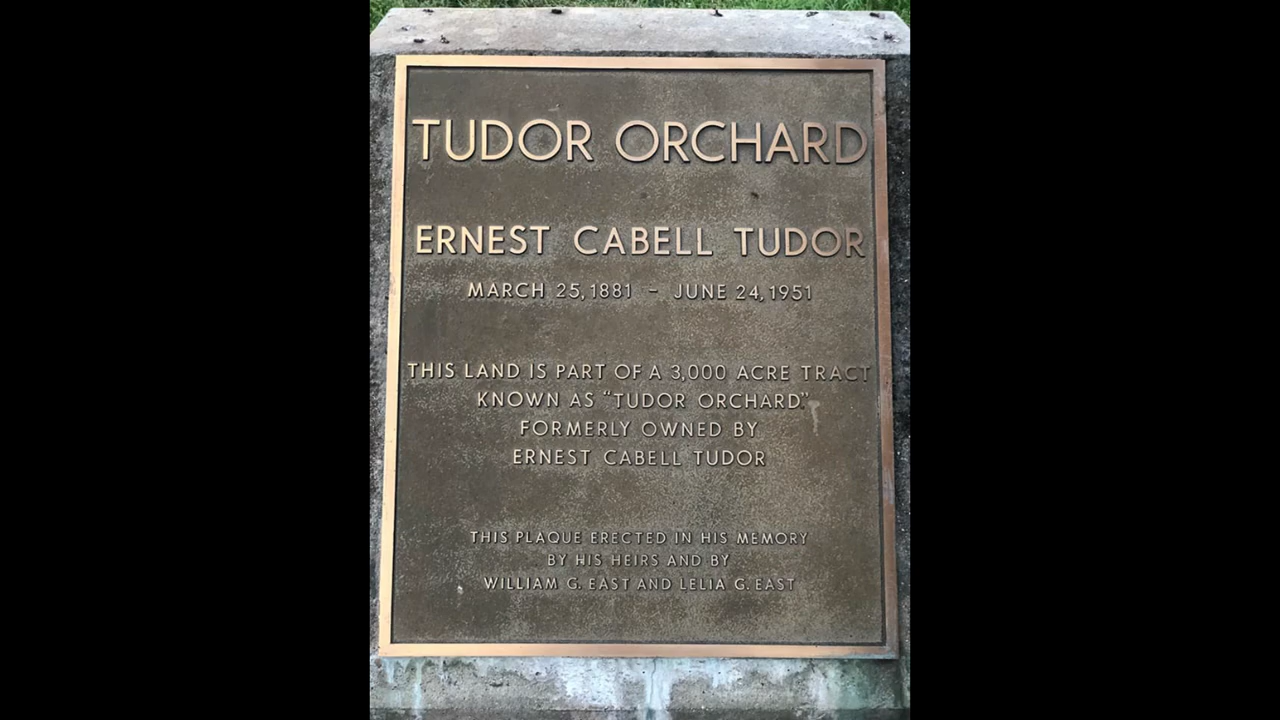 TUDOR ORCHARD
ERNEST CABELL TUDOR
MARCH 25, 1881 - JUNE 24, 1951
THIS LAND IS PART OF A 3,000 ACRE TRACT
KNOWN AS “TUDOR ORCHARD.”
FORMERLY OWNED BY
ERNEST CABELL TUDOR
THIS PLAQUE ERECTED IN HIS MEMORY
BY HIS HEIRS AND BY
WILLIAM G. EAST AND LELIA G. EAST